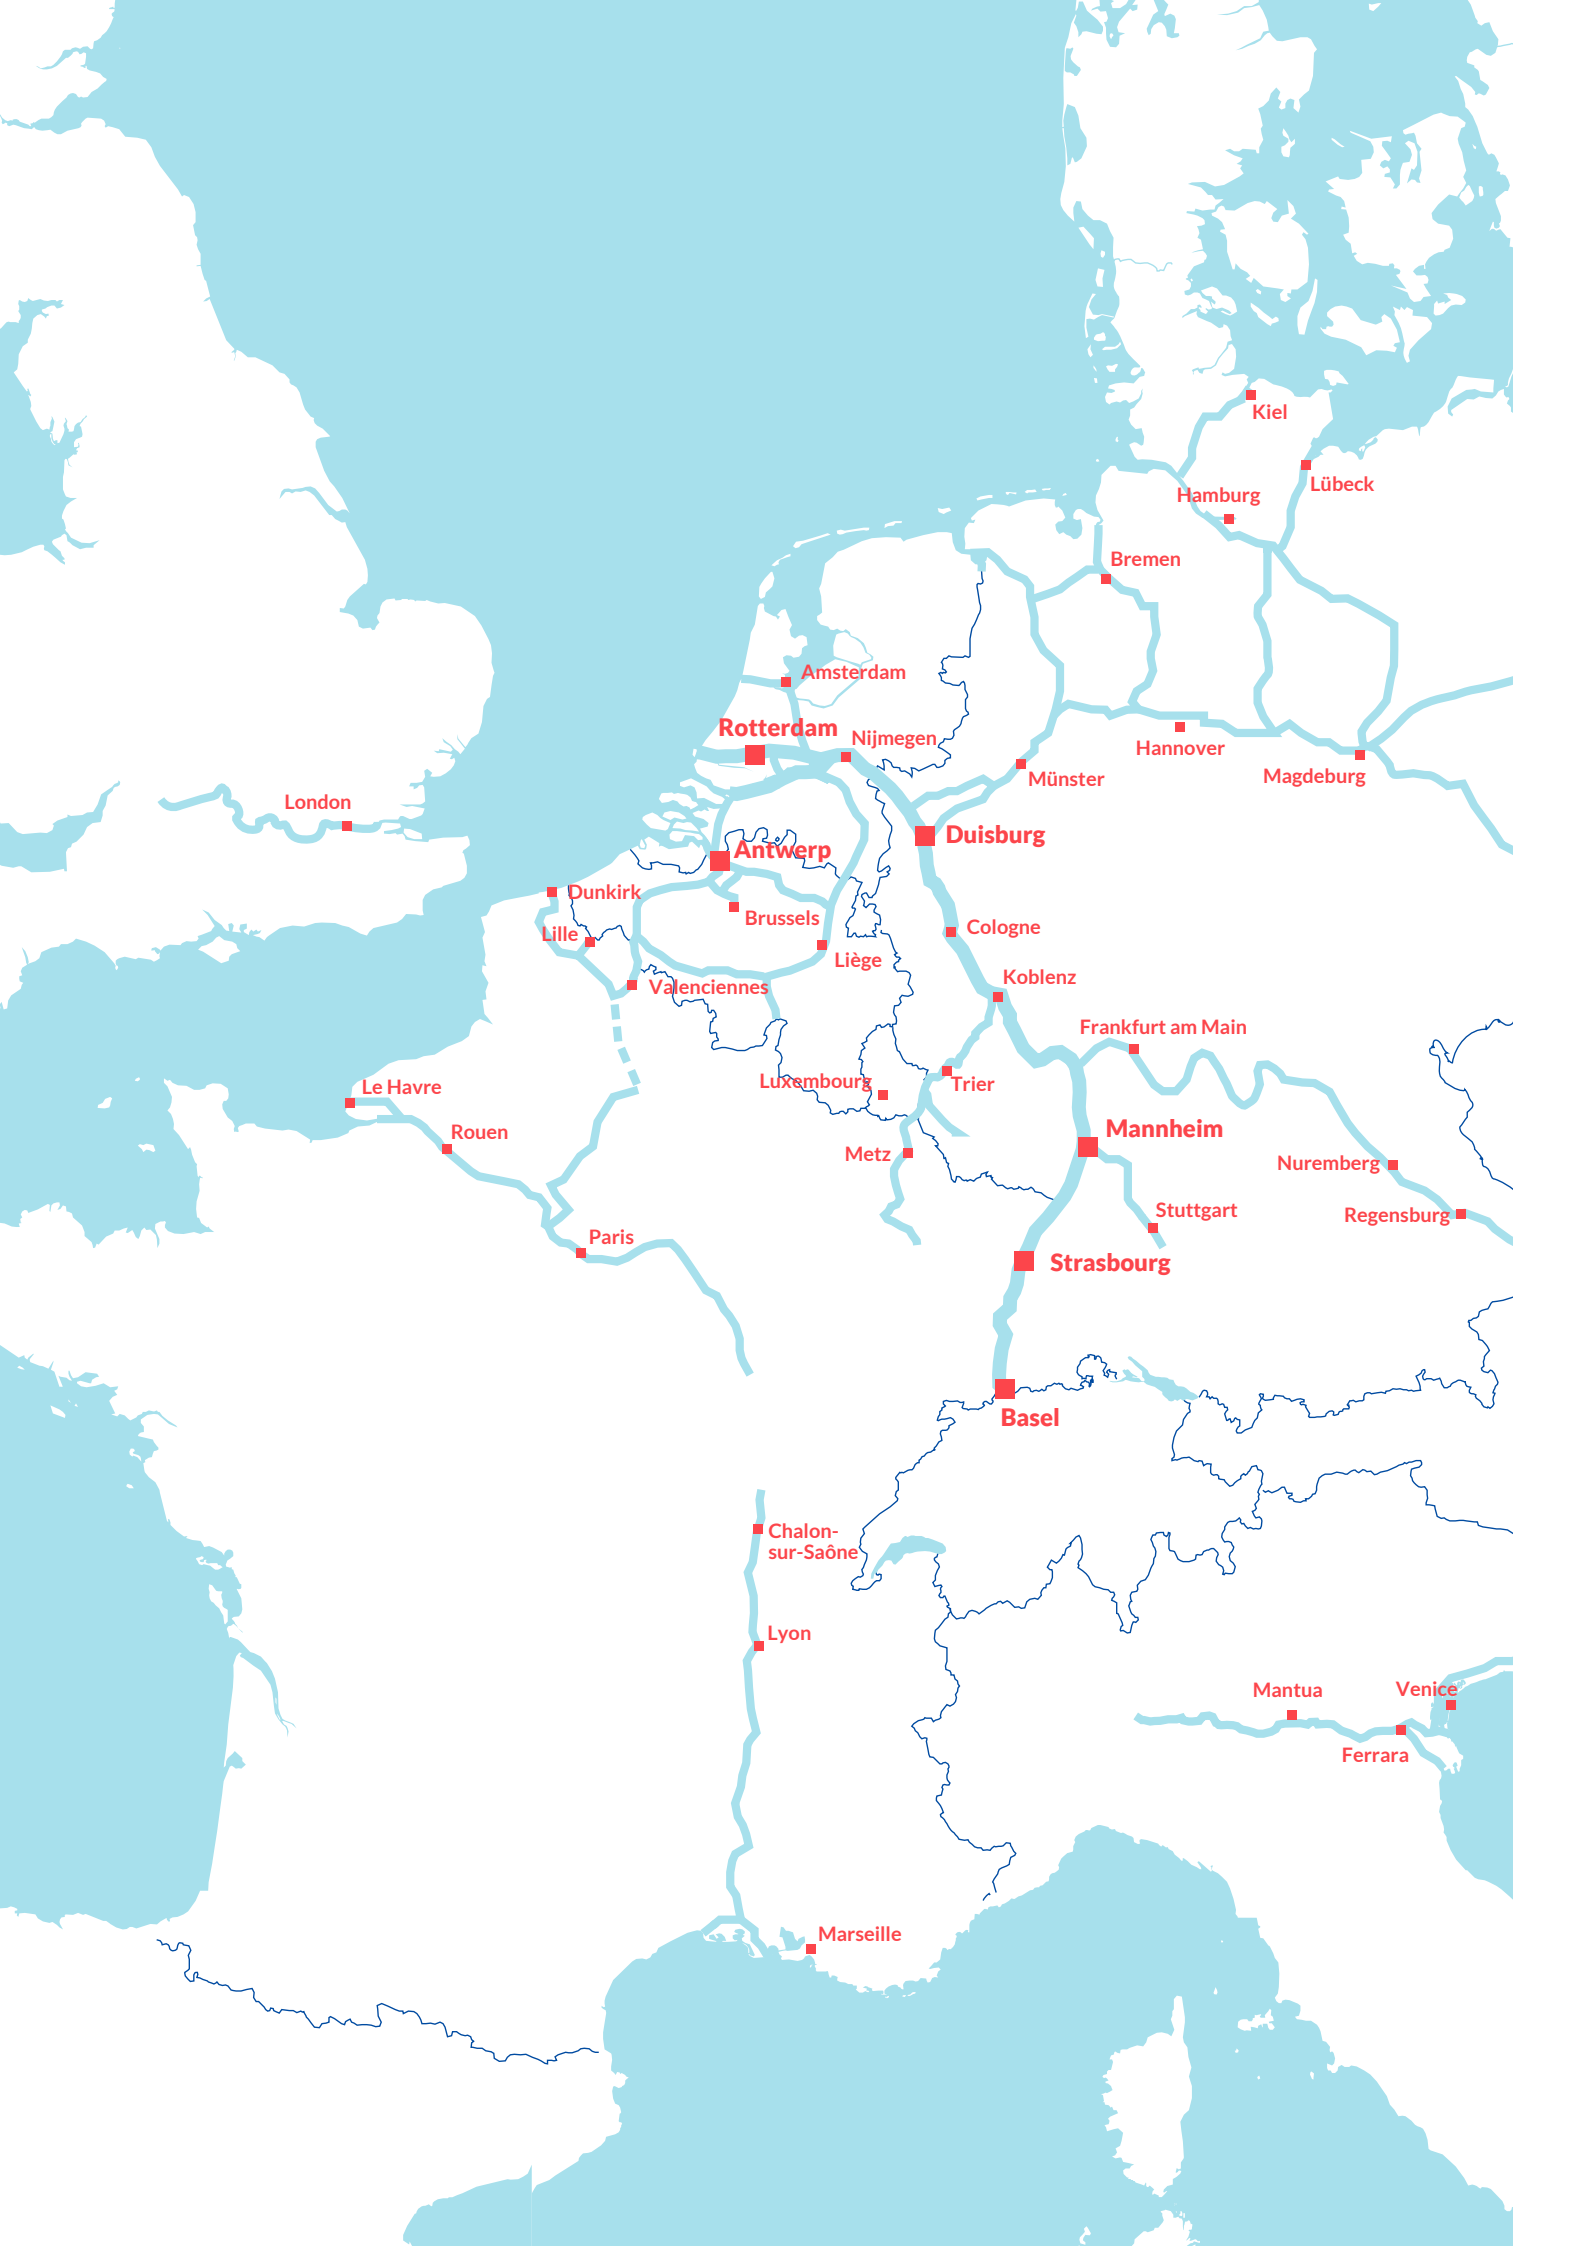 Kiel
Lübeck
Hamburg
Bremen
Amsterdam
Rotterdam
Nijmegen
Hannover
Münster
Magdeburg
London
Duisburg
Antwerp
Dunkirk
Brussels
Cologne
Lille
Liège
Koblenz
Valenciennes
Frankfurt am Main
Luxembourg
Trier
Le Havre
Rouen
Mannheim
Metz
Nuremberg
Stuttgart
Regensburg
Paris
Strasbourg
Basel
Chalon-
sur-Saône
Lyon
Mantua
Venice
Ferrara
Marseille